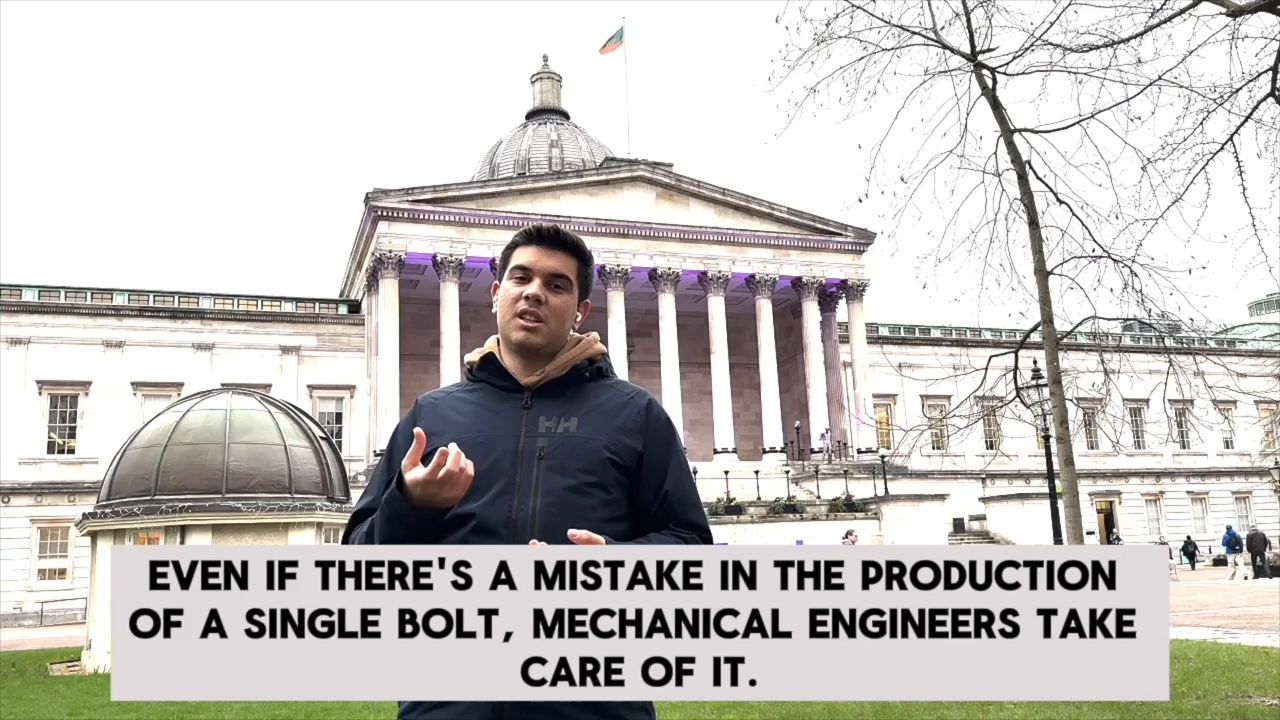 HH
EVEN IF THERE'S A MISTAKE IN THE PRODUCTION
OF A SINGLE BOLT, MECHANICAL ENGINEERS TAKE
CARE OF IT.